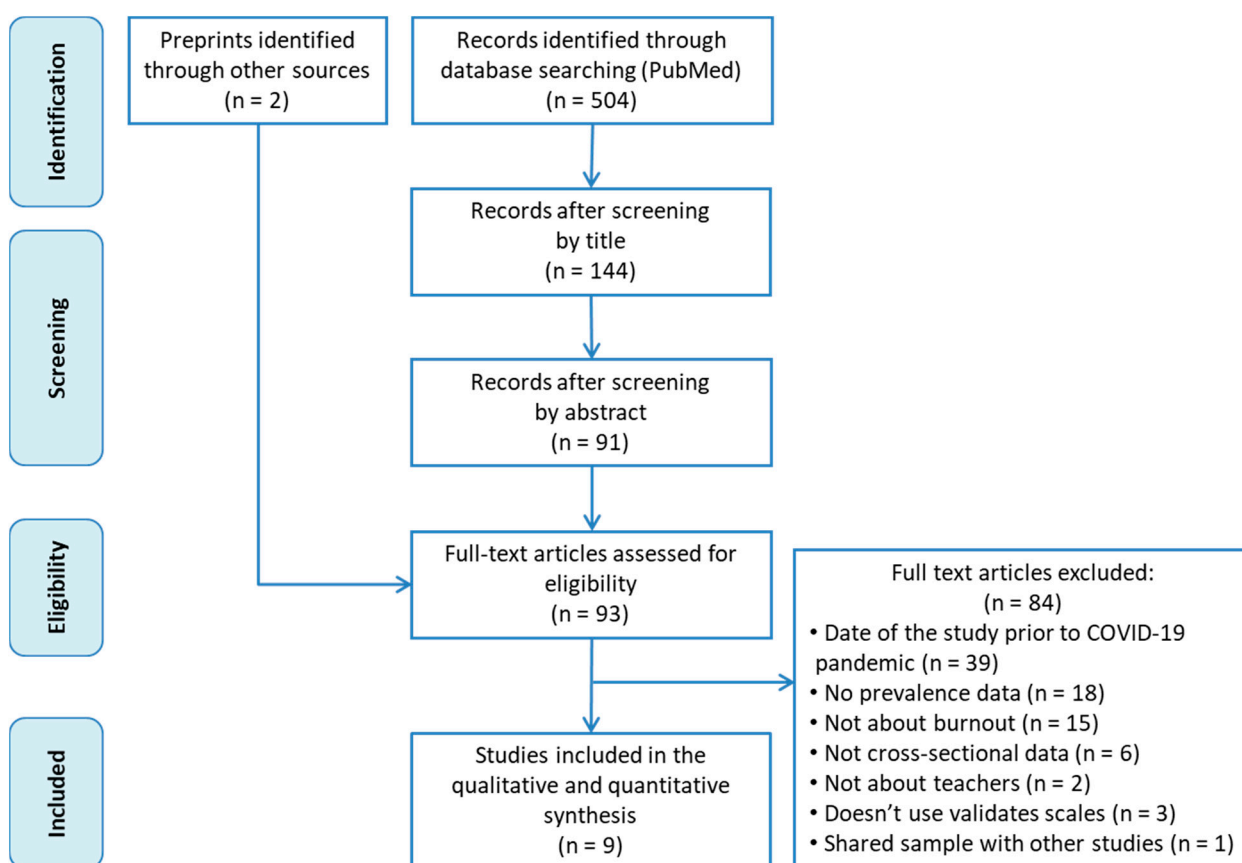 Identification
Preprints identified
through other sources
(n = 2)
Records identified through
database searching (PubMed)
(n = 504)
Screening
Records after screening
by title
(n = 144)
Records after screening
by abstract
(n = 91)
Eligibility
Full-text articles assessed for
eligibility
(n = 93)
Full text articles excluded:
(n = 84)
• Date of the study prior to COVID-19
pandemic (n = 39)
• No prevalence data (n = 18)
• Not about burnout (n = 15)
• Not cross-sectional data (n = 6)
• Not about teachers (n = 2)
• Doesn't use validates scales (n = 3)
• Shared sample with other studies (n = 1)
Included
Studies included in the
qualitative and quantitative
synthesis
(n = 9)